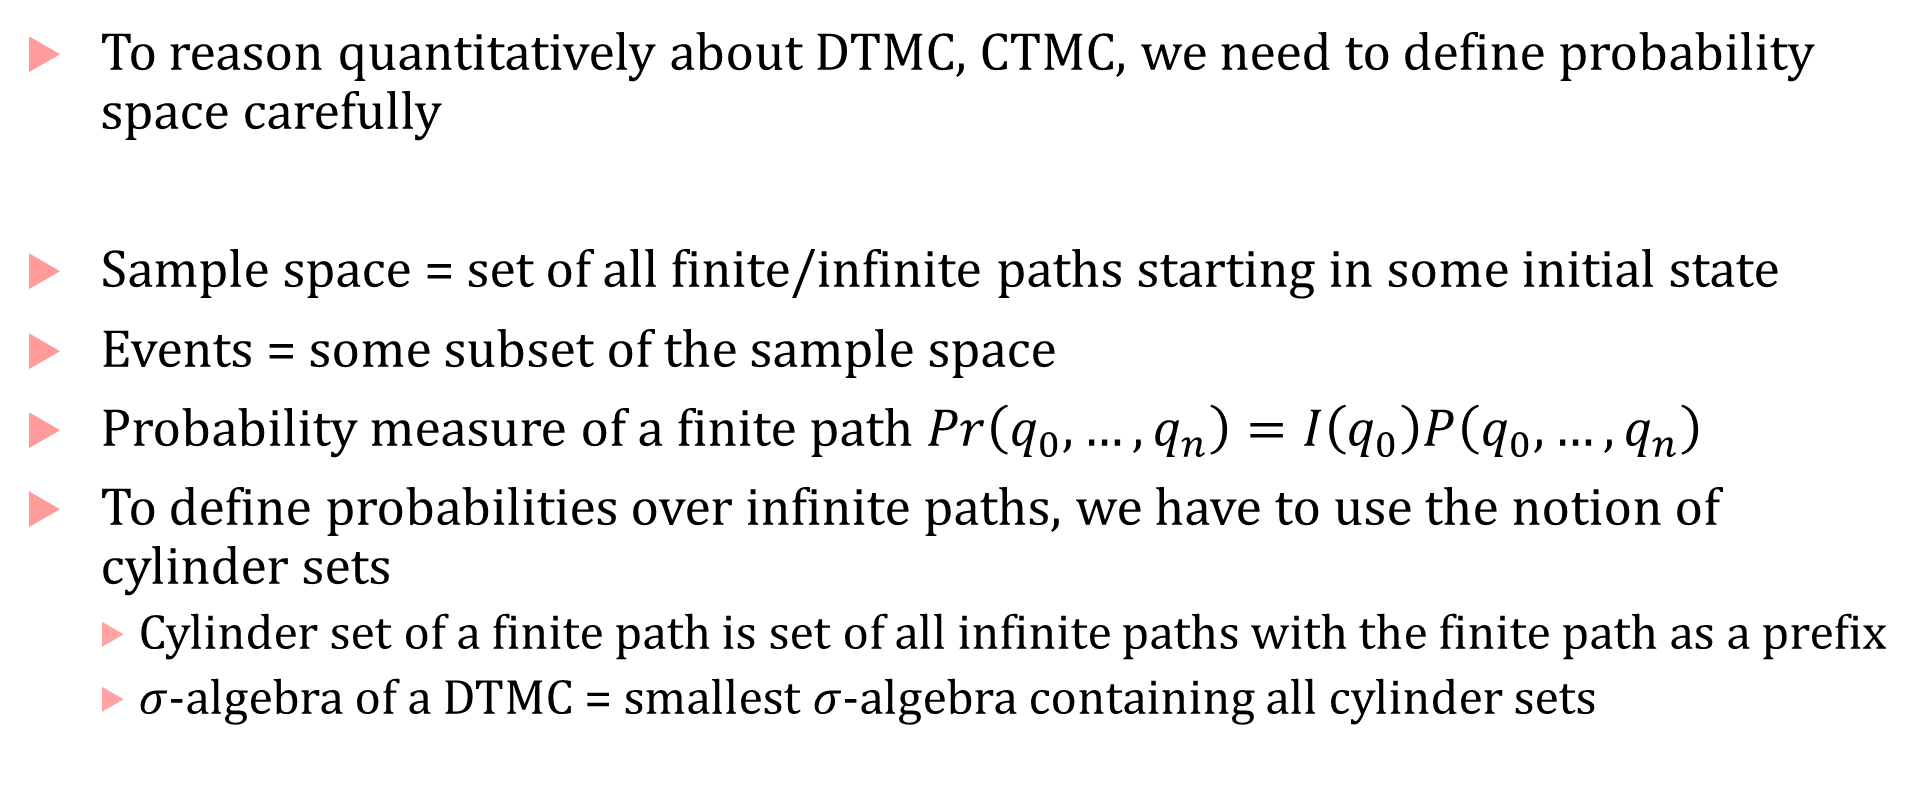 To reason quantitatively about DTMC, CTMC, we need to define probability
space carefully
Sample space = set of all finite/infinite paths starting in some initial state
Events = some subset of the sample space
Probability measure of a finite path 𝑃𝑟(𝑞₀, … , 𝑞ₙ) = 𝐼(𝑞₀)𝑃(𝑞₀, … , 𝑞ₙ)
To define probabilities over infinite paths, we have to use the notion of
cylinder sets
Cylinder set of a finite path is set of all infinite paths with the finite path as a prefix
𝜎-algebra of a DTMC = smallest 𝜎-algebra containing all cylinder sets